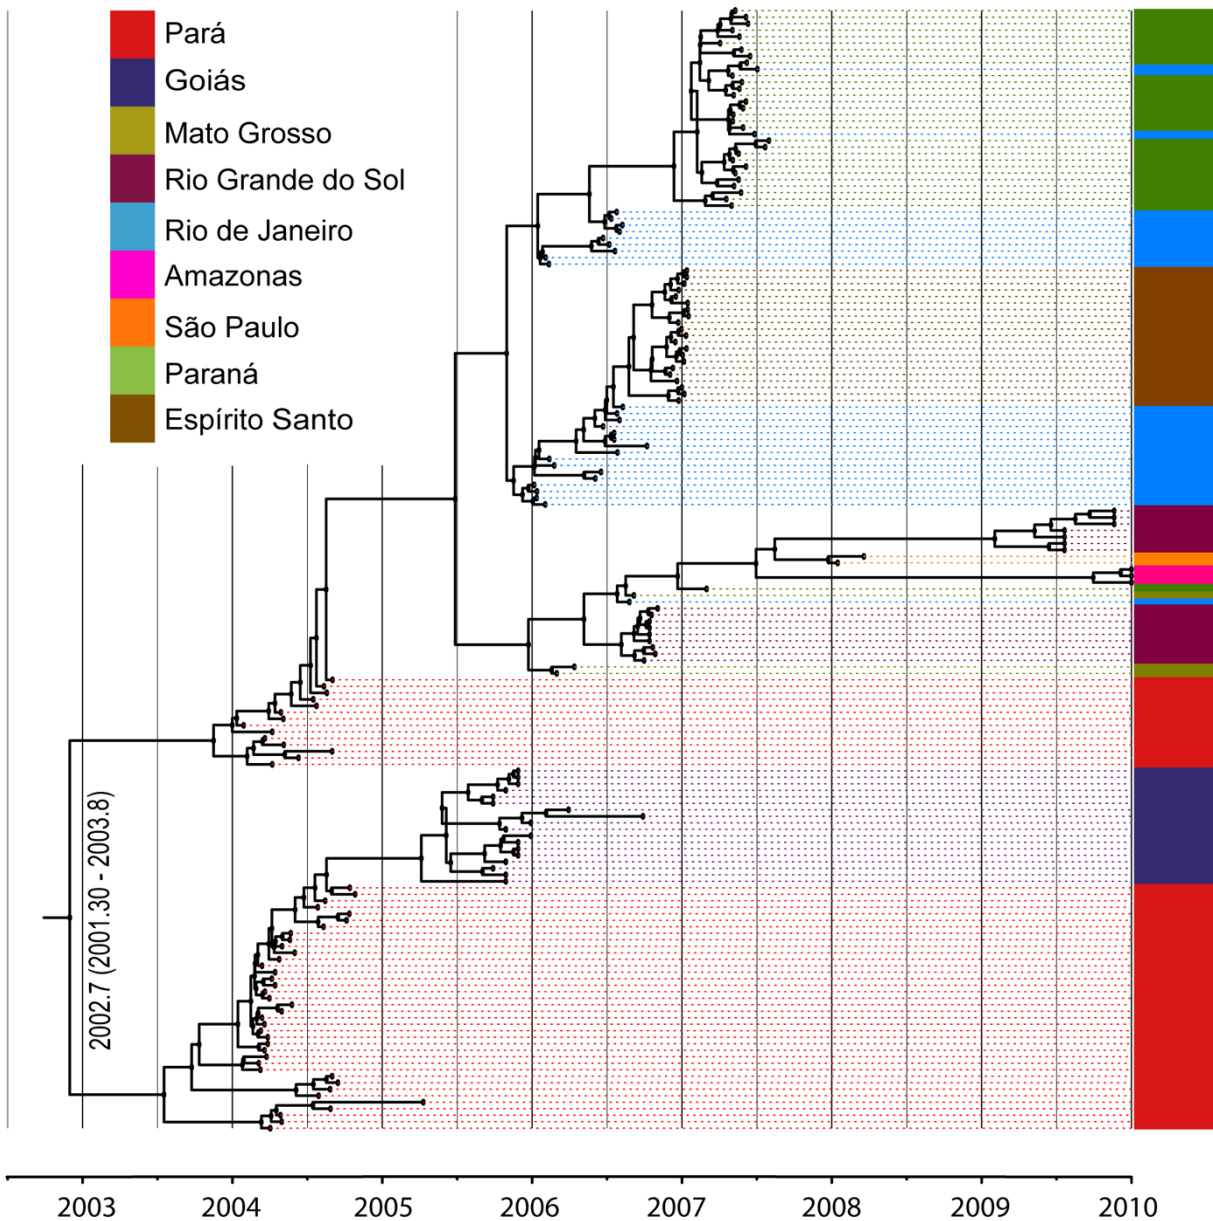 Pará
Goiás
Mato Grosso
Rio Grande do Sol
Rio de Janeiro
Amazonas
São Paulo
Paraná
Espírito Santo
2002.7 (2001.30 - 2003.8)
2003 2004 2005 2006 2007 2008 2009 2010